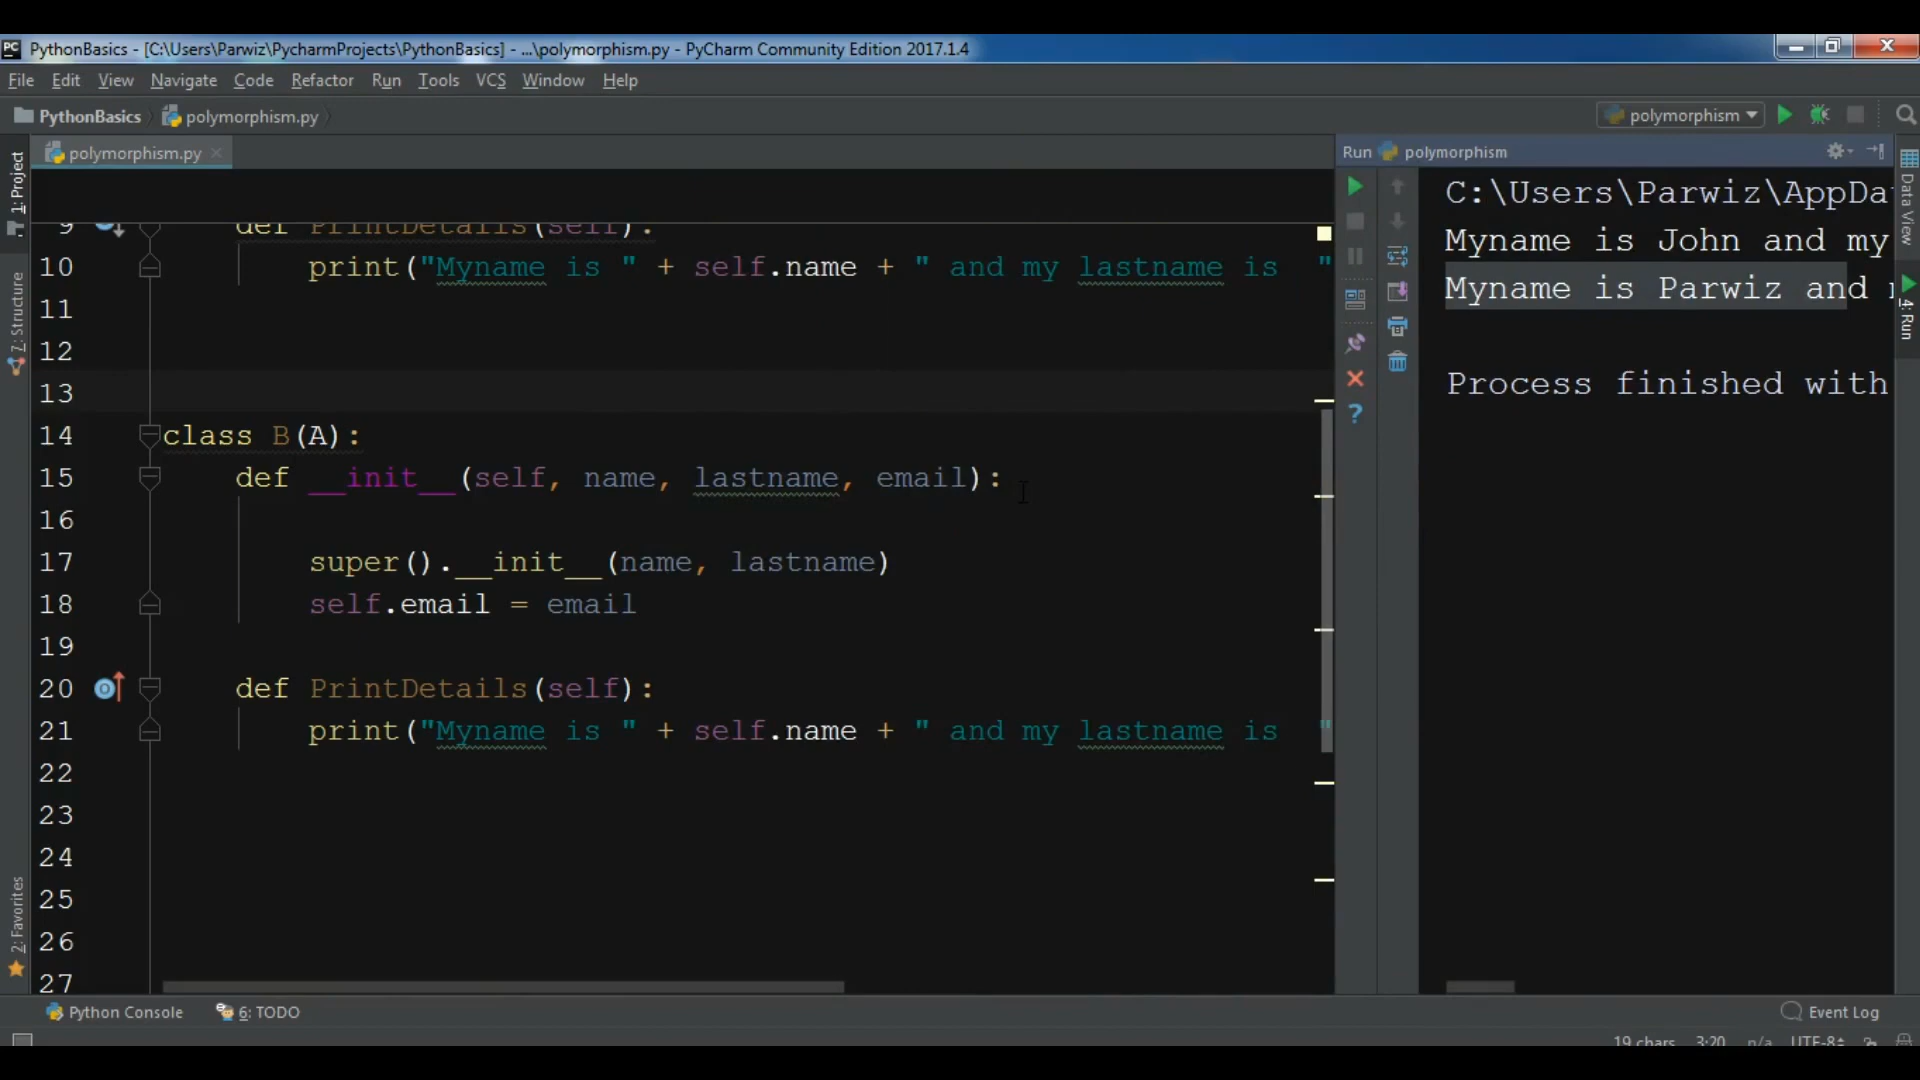 PythonBasics - [C:\Users\Parwiz\PycharmProjects\PythonBasics] - ...\polymorphism.py - PyCharm Community Edition 2017.1.4
File Edit View Navigate Code Refactor Run Tools VCS Window Help
PythonBasics polymorphism.py polymorphism
polymorphism.py
Run polymorphism
1: Project
7: Structure
2: Favorites
9 def PrintDetails(self):
10 print("Myname is " + self.name + " and my lastname is "
11
12
13
14 class B(A):
15 def __init__(self, name, lastname, email):
16
17 super().__init__(name, lastname)
18 self.email = email
19
20 def PrintDetails(self):
21 print("Myname is " + self.name + " and my lastname is "
22
23
24
25
26
27
C:\Users\Parwiz\AppDa
Myname is John and my
Myname is Parwiz and
Process finished with
Data View
4: Run
Python Console 6: TODO Event Log
19 chars 3:20 n/a UTF-8